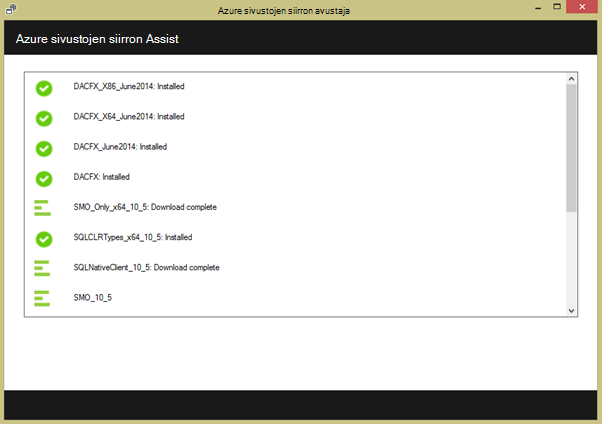 Azure sivustojen siirron avustaja
Azure sivustojen siirron Assist
DACFX_X86_June2014: Installed
DACFX_X64_June2014: Installed
DACFX_June2014: Installed
DACFX: Installed
SMO_Only_x64_10_5: Download complete
SQLCLRTypes_x64_10_5: Installed
SQLNativeClient_10_5: Download complete
SMO_10_5